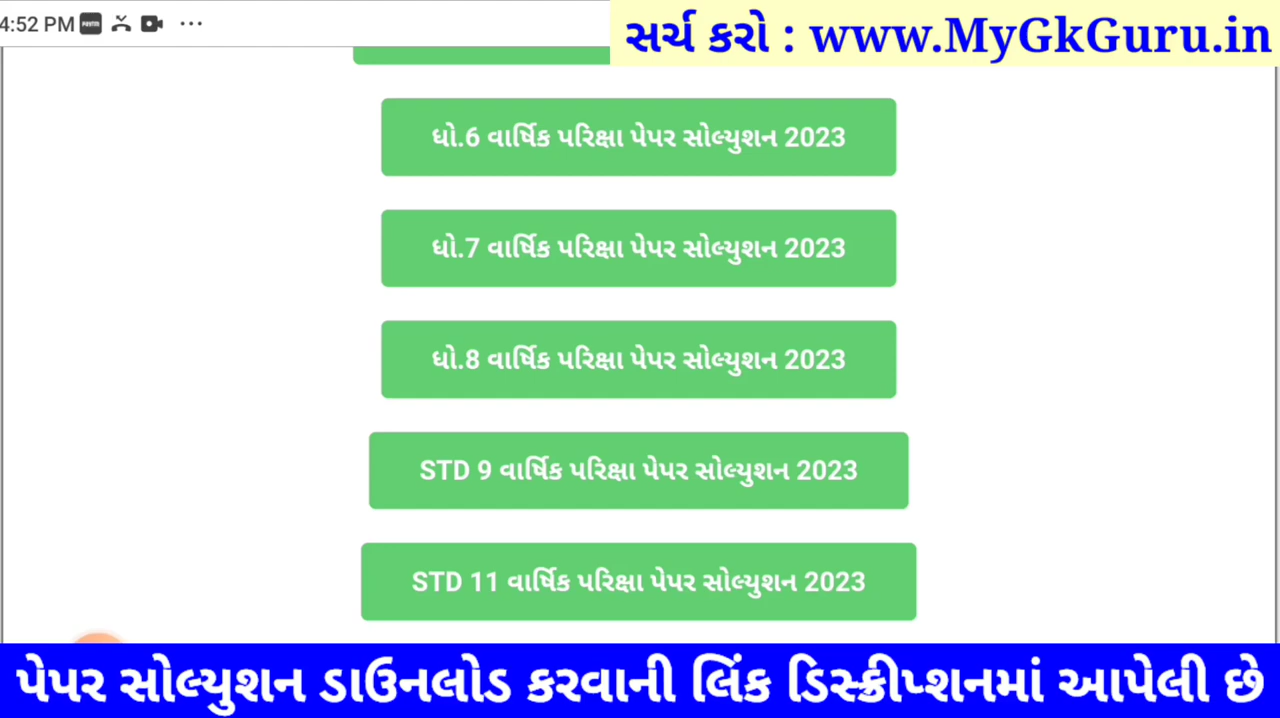 4:52 PM
સર્ચ કરો : www.MyGkGuru.in
ધો.6 વાર્ષિક પરિક્ષા પેપર સોલ્યુશન 2023
ધો.7 વાર્ષિક પરિક્ષા પેપર સોલ્યુશન 2023
ધો.8 વાર્ષિક પરિક્ષા પેપર સોલ્યુશન 2023
STD 9 વાર્ષિક પરિક્ષા પેપર સોલ્યુશન 2023
STD 11 વાર્ષિક પરિક્ષા પેપર સોલ્યુશન 2023
પેપર સોલ્યુશન ડાઉનલોડ કરવાની લિંક ડિસ્ક્રીપ્શનમાં આપેલી છે